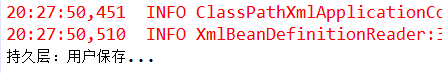 20:27:50,451  INFO ClassPathXmlApplicationCo
20:27:50,510  INFO XmlBeanDefinitionReader:3
持久层：用户保存...